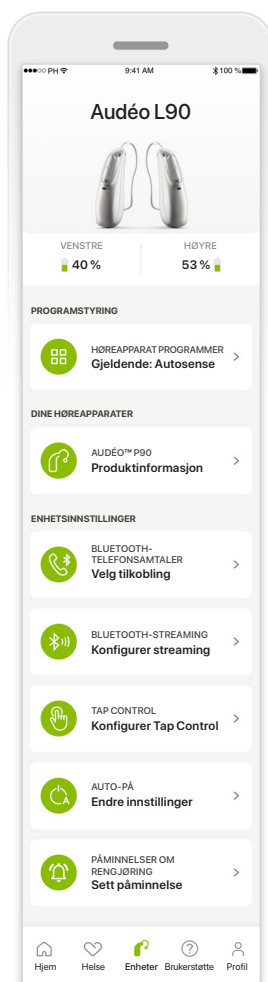 ●●●○○ PH 9:41 AM 100 %
Audéo L90
VENSTRE HØYRE
40 % 53 %
PROGRAMSTYRING
HØREAPPARAT PROGRAMMER
Gjeldende: Autosense
DINE HØREAPPARATER
AUDÉO™ P90
Produktinformasjon
ENHETSINNSTILLINGER
BLUETOOTH-
TELEFONSAMTALER
Velg tilkobling
BLUETOOTH-STREAMING
Konfigurer streaming
TAP CONTROL
Konfigurer Tap Control
AUTO-PÅ
Endre innstillinger
PÅMINNELSER OM
RENGJØRING
Sett påminnelse
Hjem Helse Enheter Brukerstøtte Profil